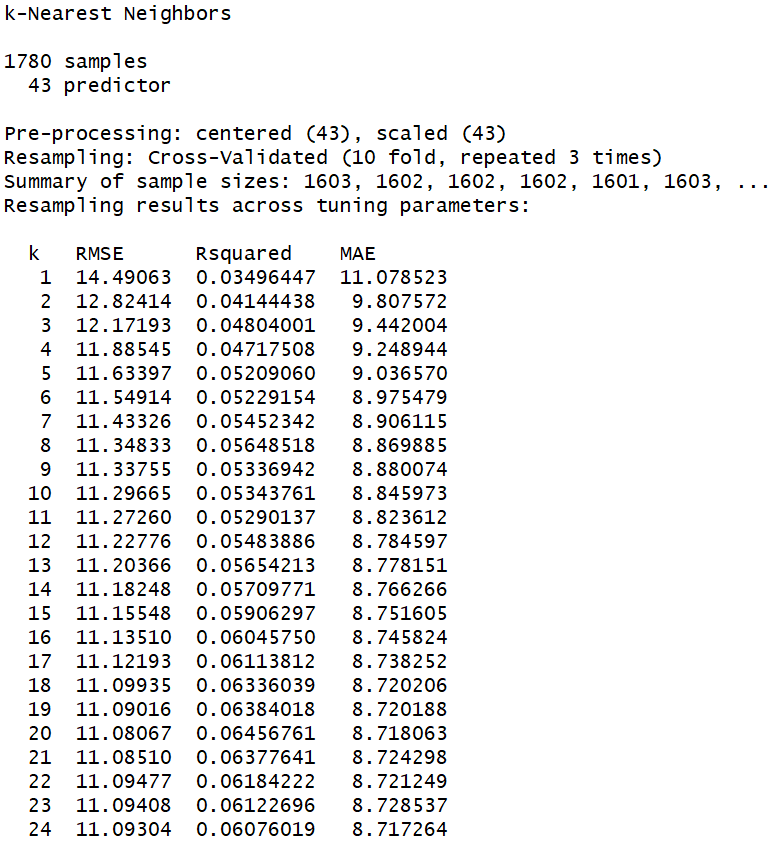 k-Nearest Neighbors
1780 samples
43 predictor
Pre-processing: centered (43), scaled (43)
Resampling: Cross-Validated (10 fold, repeated 3 times)
Summary of sample sizes: 1603, 1602, 1602, 1602, 1601, 1603, ...
Resampling results across tuning parameters:
k RMSE Rsquared MAE
1 14.49063 0.03496447 11.078523
2 12.82414 0.04144438 9.807572
3 12.17193 0.04804001 9.442004
4 11.88545 0.04717508 9.248944
5 11.63397 0.05209060 9.036570
6 11.54914 0.05229154 8.975479
7 11.43326 0.05452342 8.906115
8 11.34833 0.05648518 8.869885
9 11.33755 0.05336942 8.880074
10 11.29665 0.05343761 8.845973
11 11.27260 0.05290137 8.823612
12 11.22776 0.05483886 8.784597
13 11.20366 0.05654213 8.778151
14 11.18248 0.05709771 8.766266
15 11.15548 0.05906297 8.751605
16 11.13510 0.06045750 8.745824
17 11.12193 0.06113812 8.738252
18 11.09935 0.06336039 8.720206
19 11.09016 0.06384018 8.720188
20 11.08067 0.06456761 8.718063
21 11.08510 0.06377641 8.724298
22 11.09477 0.06184222 8.721249
23 11.09408 0.06122696 8.728537
24 11.09304 0.06076019 8.717264